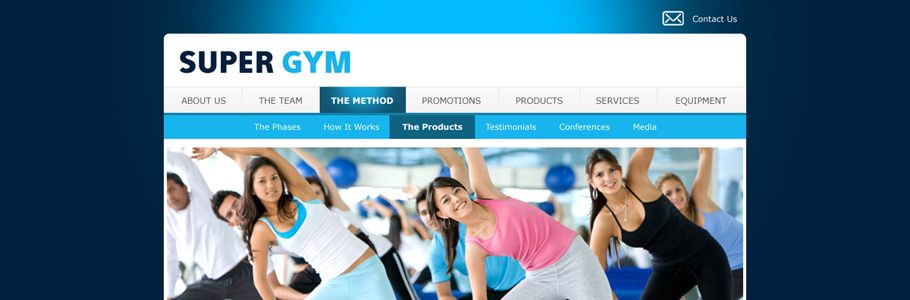 Contact Us
SUPER GYM
ABOUT US THE TEAM THE METHOD PROMOTIONS PRODUCTS SERVICES EQUIPMENT
The Phases How It Works The Products Testimonials Conferences Media